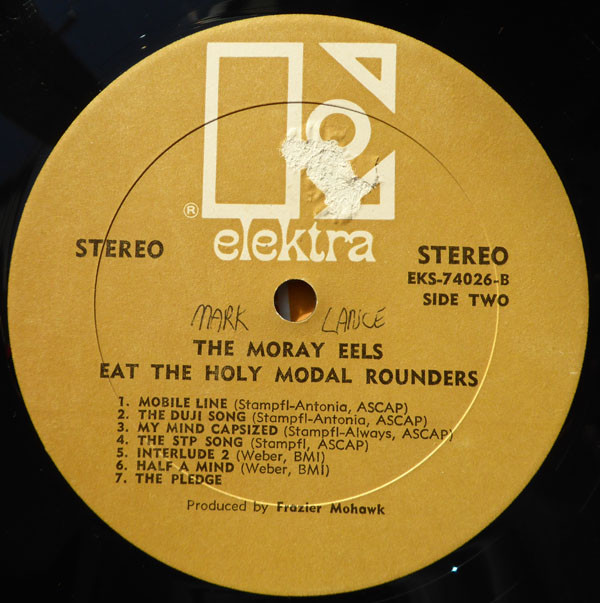 ®
elektra
STEREO
STEREO
EKS-74026-B
SIDE TWO
MARK LANCE
THE MORAY EELS
EAT THE HOLY MODAL ROUNDERS
1. MOBILE LINE (Stampfl-Antonia, ASCAP)
2. THE DUJI SONG (Stampfl-Antonia, ASCAP)
3. MY MIND CAPSIZED (Stampfl-Always, ASCAP)
4. THE STP SONG (Stampfl, ASCAP)
5. INTERLUDE 2 (Weber, BMI)
6. HALF A MIND (Weber, BMI)
7. THE PLEDGE
Produced by Frazier Mohawk